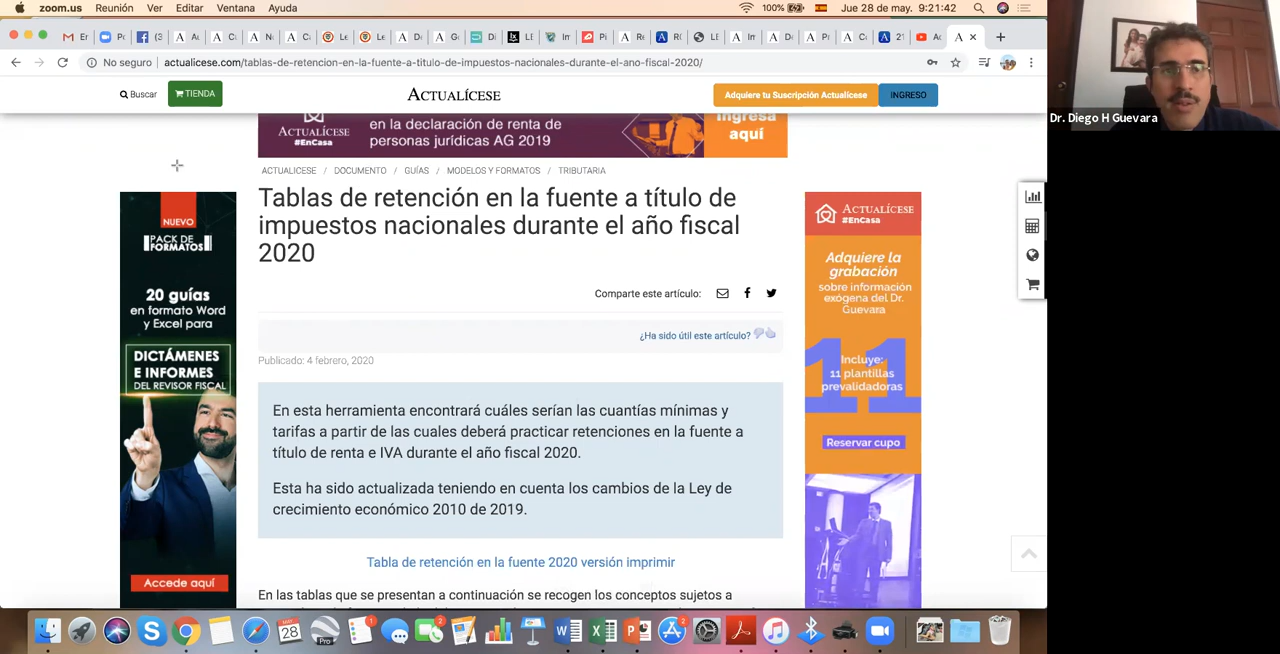 zoom.us Reunión Ver Editar Ventana Ayuda
100% Jue 28 de may. 9:21:42
No seguro actualicese.com/tablas-de-retencion-en-la-fuente-a-titulo-de-impuestos-nacionales-durante-el-ano-fiscal-2020/
Buscar
TIENDA
ACTUALÍCESE
Adquiere tu Suscripción Actualícese
INGRESO
ACTUALÍCESE
#EnCasa
en la declaración de renta de
personas jurídicas AG 2019
Ingresa
aquí
ACTUALICESE / DOCUMENTO / GUÍAS / MODELOS Y FORMATOS / TRIBUTARIA
Tablas de retención en la fuente a título de
impuestos nacionales durante el año fiscal
2020
Comparte este artículo:
¿Ha sido útil este artículo?
Publicado: 4 febrero, 2020
En esta herramienta encontrará cuáles serían las cuantías mínimas y
tarifas a partir de las cuales deberá practicar retenciones en la fuente a
título de renta e IVA durante el año fiscal 2020.
Esta ha sido actualizada teniendo en cuenta los cambios de la Ley de
crecimiento económico 2010 de 2019.
Tabla de retención en la fuente 2020 versión imprimir
En las tablas que se presentan a continuación se recogen los conceptos sujetos a
NUEVO
PACK DE
FORMATOS
20 guías
en formato Word
y Excel para
DICTÁMENES
E INFORMES
DEL REVISOR FISCAL
Accede aquí
ACTUALÍCESE
#EnCasa
Adquiere la
grabación
sobre información
exógena del Dr.
Guevara
11
Incluye:
11 plantillas
prevalidadoras
Reservar cupo
Dr. Diego H Guevara